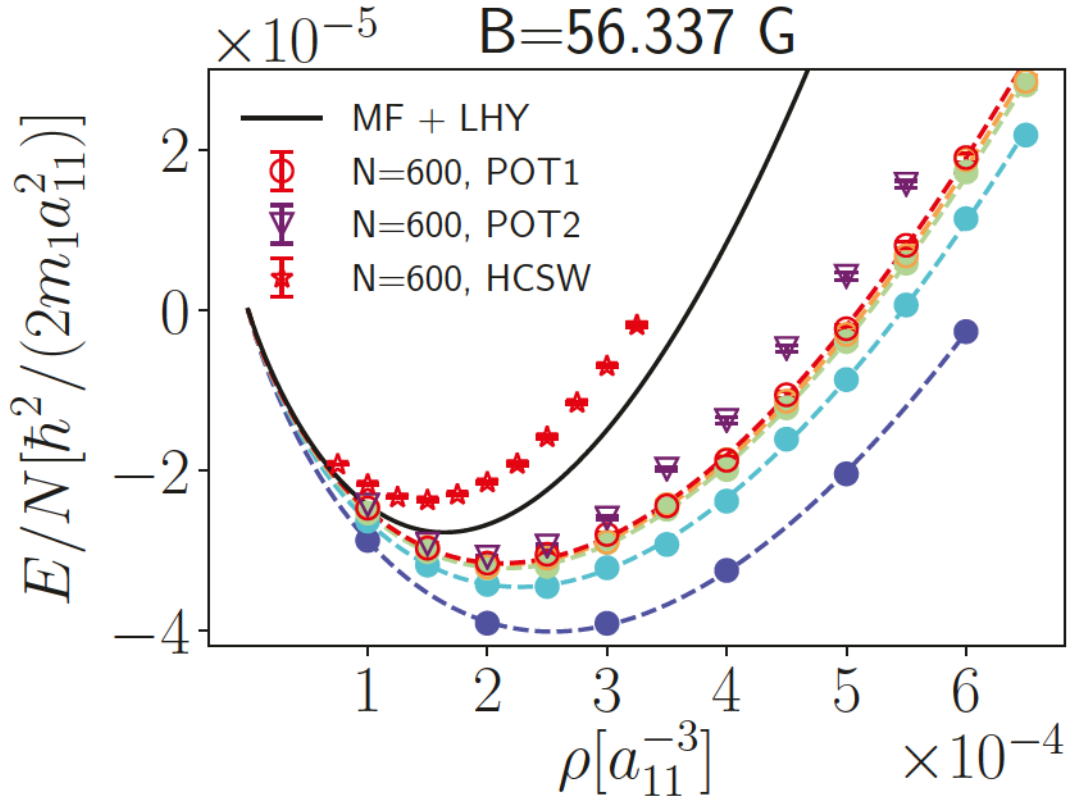 ×10⁻⁵ B=56.337 G
MF + LHY
N=600, POT1
N=600, POT2
N=600, HCSW
2
0
−2
−4
E/N[ħ²/(2m₁a²₁₁)]
1 2 3 4 5 6
ρ[a₁₁⁻³] ×10⁻⁴